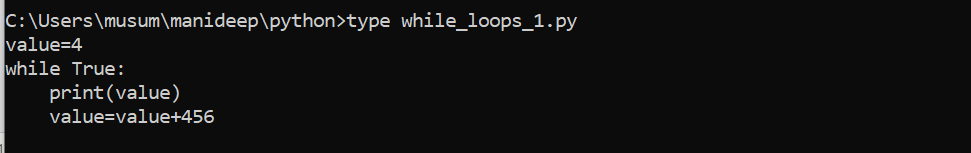 C:\Users\musum\manideep\python>type while_loops_1.py
value=4
while True:
    print(value)
    value=value+456